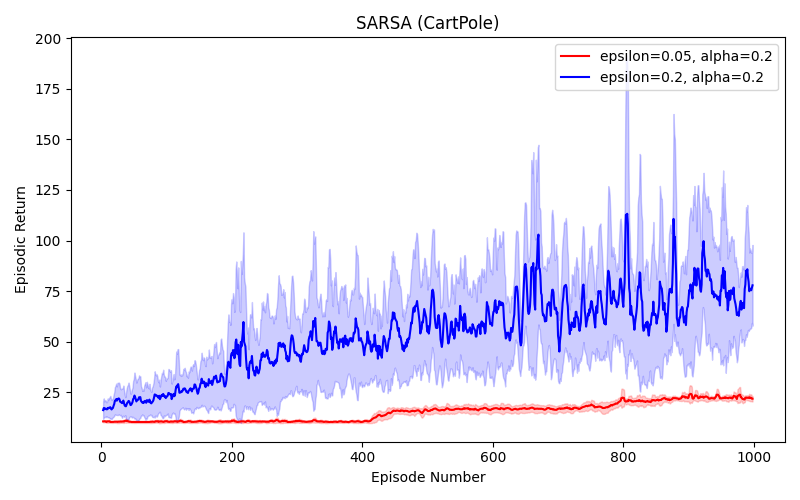 SARSA (CartPole)
200
175
150
125
100
75
50
25
Episodic Return
epsilon=0.05, alpha=0.2
epsilon=0.2, alpha=0.2
0
200
400
600
800
1000
Episode Number